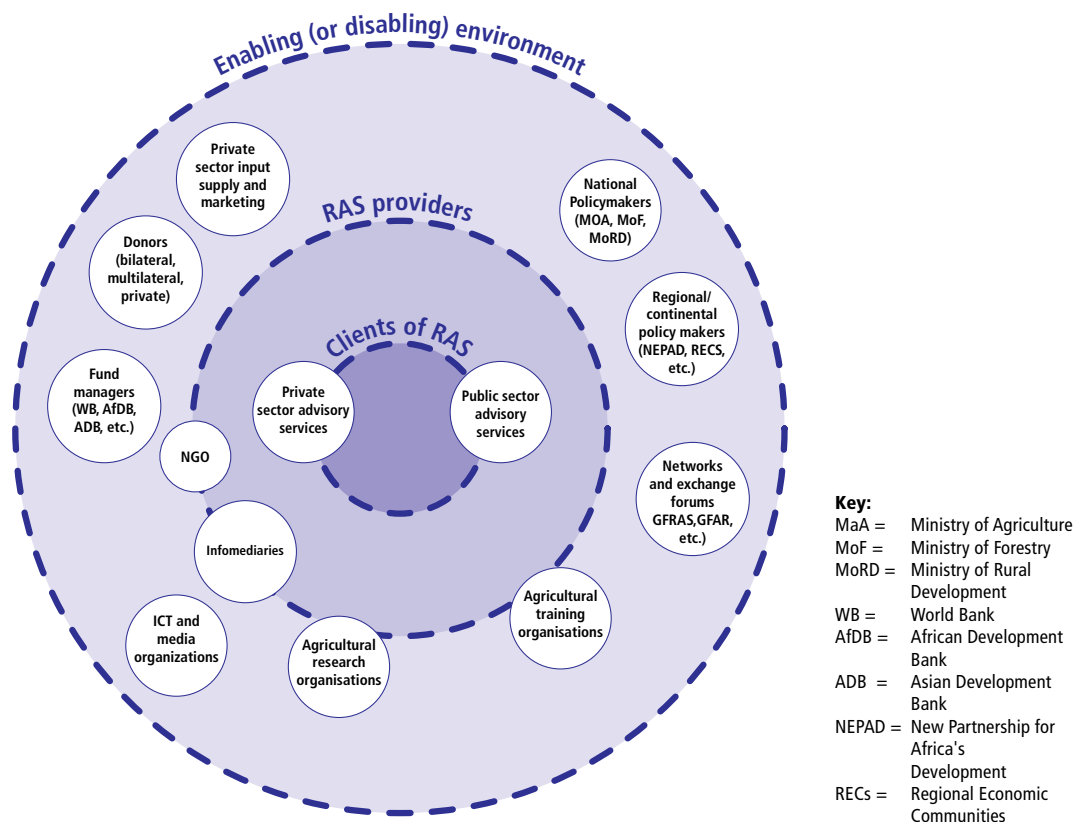 Enabling (or disabling) environment
Private
sector input
supply and
marketing
National
Policymakers
(MOA, MoF,
MoRD)
RAS providers
Donors
(bilateral,
multilateral,
private)
Regional/
continental
policy makers
(NEPAD, RECS,
etc.)
Clients of RAS
Fund
managers
(WB, AfDB,
ADB, etc.)
Private
sector advisory
services
Public sector
advisory
services
NGO
Networks
and exchange
forums
GFRAS,GFAR,
etc.)
Infomediaries
Agricultural
training
organisations
ICT and
media
organizations
Agricultural
research
organisations
Key:
MaA = Ministry of Agriculture
MoF = Ministry of Forestry
MoRD = Ministry of Rural
Development
WB = World Bank
AfDB = African Development
Bank
ADB = Asian Development
Bank
NEPAD = New Partnership for
Africa's
Development
RECs = Regional Economic
Communities